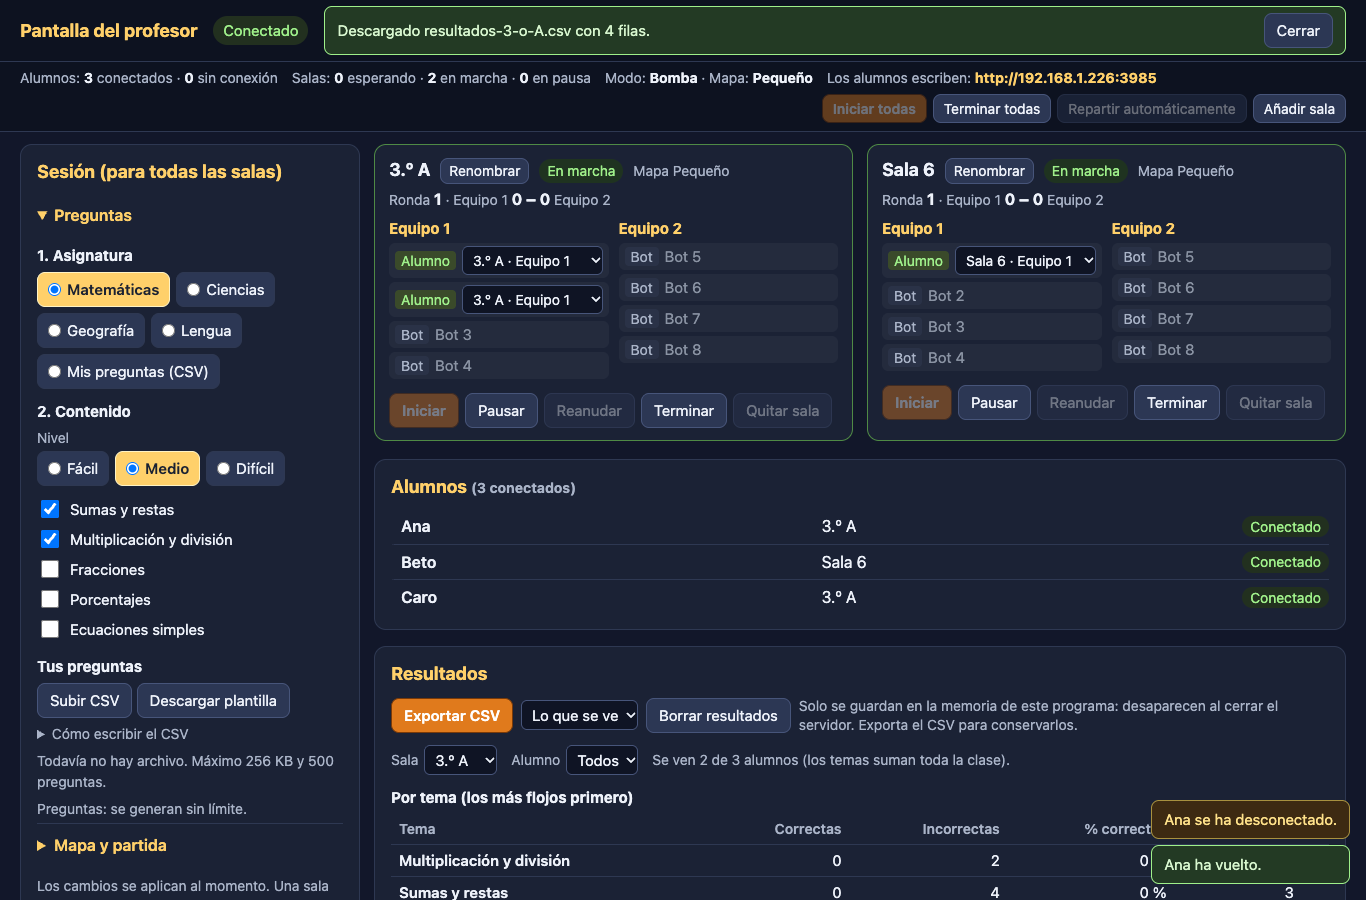 Pantalla del profesor
Conectado
Descargado resultados-3-o-A.csv con 4 filas.
Cerrar
Alumnos: 3 conectados · 0 sin conexión Salas: 0 esperando · 2 en marcha · 0 en pausa Modo: Bomba · Mapa: Pequeño Los alumnos escriben: http://192.168.1.226:3985
Iniciar todas Terminar todas Repartir automáticamente Añadir sala
Sesión (para todas las salas)
▼ Preguntas
1. Asignatura
Matemáticas Ciencias
Geografía Lengua
Mis preguntas (CSV)
2. Contenido
Nivel
Fácil Medio Difícil
Sumas y restas
Multiplicación y división
Fracciones
Porcentajes
Ecuaciones simples
Tus preguntas
Subir CSV Descargar plantilla
▶ Cómo escribir el CSV
Todavía no hay archivo. Máximo 256 KB y 500
preguntas.
Preguntas: se generan sin límite.
▶ Mapa y partida
Los cambios se aplican al momento. Una sala
3.º A Renombrar En marcha Mapa Pequeño
Ronda 1 · Equipo 1 0 – 0 Equipo 2
Equipo 1 Equipo 2
Alumno 3.º A · Equipo 1
Alumno 3.º A · Equipo 1
Bot Bot 3
Bot Bot 4
Bot Bot 5
Bot Bot 6
Bot Bot 7
Bot Bot 8
Iniciar Pausar Reanudar Terminar Quitar sala
Sala 6 Renombrar En marcha Mapa Pequeño
Ronda 1 · Equipo 1 0 – 0 Equipo 2
Equipo 1 Equipo 2
Alumno Sala 6 · Equipo 1
Bot Bot 2
Bot Bot 3
Bot Bot 4
Bot Bot 5
Bot Bot 6
Bot Bot 7
Bot Bot 8
Iniciar Pausar Reanudar Terminar Quitar sala
Alumnos (3 conectados)
Ana 3.º A Conectado
Beto Sala 6 Conectado
Caro 3.º A Conectado
Resultados
Exportar CSV Lo que se ve Borrar resultados
Solo se guardan en la memoria de este programa: desaparecen al cerrar el
servidor. Exporta el CSV para conservarlos.
Sala 3.º A Alumno Todos Se ven 2 de 3 alumnos (los temas suman toda la clase).
Por tema (los más flojos primero)
Tema Correctas Incorrectas % correct
Multiplicación y división 0 2 0
Sumas y restas 0 4 0 % 3
Ana se ha desconectado.
Ana ha vuelto.